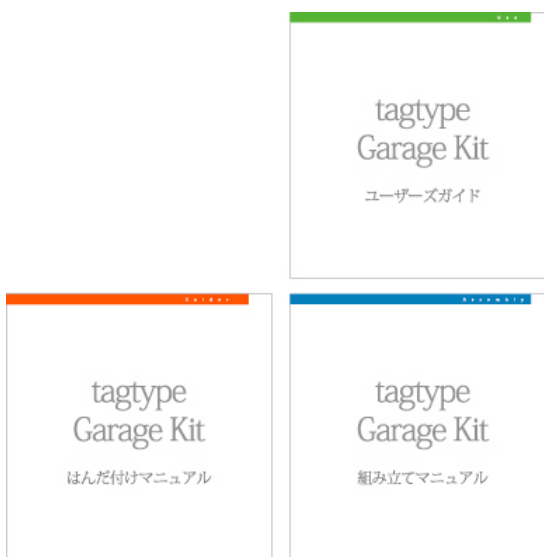 Use
tagtype
Garage Kit
ユーザーズガイド
Solder
tagtype
Garage Kit
はんだ付けマニュアル
Assembly
tagtype
Garage Kit
組み立てマニュアル